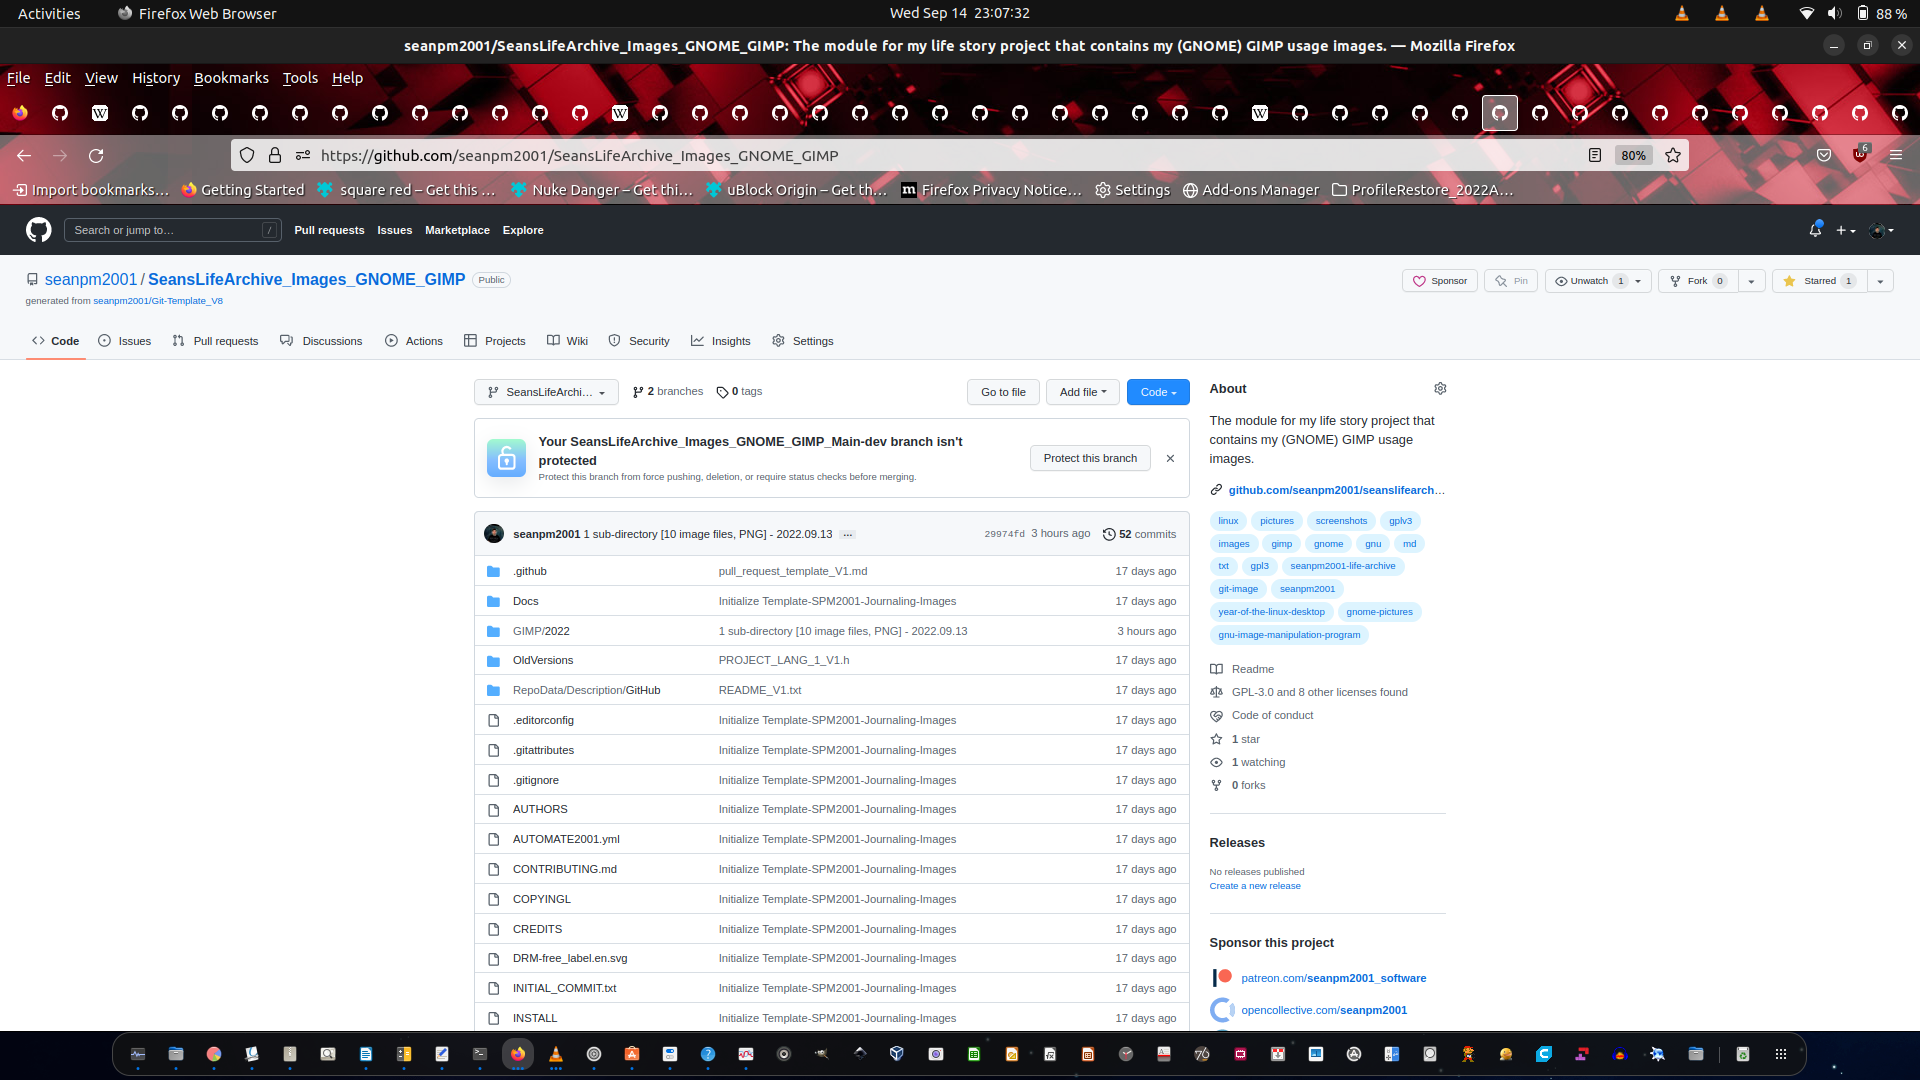 Activities
Firefox Web Browser
Wed Sep 14 23:07:32
88 %
seanpm2001/SeansLifeArchive_Images_GNOME_GIMP: The module for my life story project that contains my (GNOME) GIMP usage images. — Mozilla Firefox
File Edit View History Bookmarks Tools Help
https://github.com/seanpm2001/SeansLifeArchive_Images_GNOME_GIMP
80%
6
Import bookmarks…
Getting Started
square red – Get this …
Nuke Danger – Get thi…
uBlock Origin – Get th…
Firefox Privacy Notice…
Settings
Add-ons Manager
ProfileRestore_2022A…
Search or jump to…
/
Pull requests Issues Marketplace Explore
seanpm2001 / SeansLifeArchive_Images_GNOME_GIMP Public
generated from seanpm2001/Git-Template_V8
Sponsor
Pin
Unwatch 1
Fork 0
Starred 1
Code
Issues
Pull requests
Discussions
Actions
Projects
Wiki
Security
Insights
Settings
SeansLifeArchi…
2 branches
0 tags
Go to file
Add file
Code
Your SeansLifeArchive_Images_GNOME_GIMP_Main-dev branch isn't
protected
Protect this branch from force pushing, deletion, or require status checks before merging.
Protect this branch
seanpm2001 1 sub-directory [10 image files, PNG] - 2022.09.13 … 29974fd 3 hours ago 52 commits
.github pull_request_template_V1.md 17 days ago
Docs Initialize Template-SPM2001-Journaling-Images 17 days ago
GIMP/2022 1 sub-directory [10 image files, PNG] - 2022.09.13 3 hours ago
OldVersions PROJECT_LANG_1_V1.h 17 days ago
RepoData/Description/GitHub README_V1.txt 17 days ago
.editorconfig Initialize Template-SPM2001-Journaling-Images 17 days ago
.gitattributes Initialize Template-SPM2001-Journaling-Images 17 days ago
.gitignore Initialize Template-SPM2001-Journaling-Images 17 days ago
AUTHORS Initialize Template-SPM2001-Journaling-Images 17 days ago
AUTOMATE2001.yml Initialize Template-SPM2001-Journaling-Images 17 days ago
CONTRIBUTING.md Initialize Template-SPM2001-Journaling-Images 17 days ago
COPYINGL Initialize Template-SPM2001-Journaling-Images 17 days ago
CREDITS Initialize Template-SPM2001-Journaling-Images 17 days ago
DRM-free_label.en.svg Initialize Template-SPM2001-Journaling-Images 17 days ago
INITIAL_COMMIT.txt Initialize Template-SPM2001-Journaling-Images 17 days ago
INSTALL Initialize Template-SPM2001-Journaling-Images 17 days ago
About
The module for my life story project that
contains my (GNOME) GIMP usage
images.
github.com/seanpm2001/seanslifearch…
linux pictures screenshots gplv3
images gimp gnome gnu md
txt gpl3 seanpm2001-life-archive
git-image seanpm2001
year-of-the-linux-desktop gnome-pictures
gnu-image-manipulation-program
Readme
GPL-3.0 and 8 other licenses found
Code of conduct
1 star
1 watching
0 forks
Releases
No releases published
Create a new release
Sponsor this project
patreon.com/seanpm2001_software
opencollective.com/seanpm2001